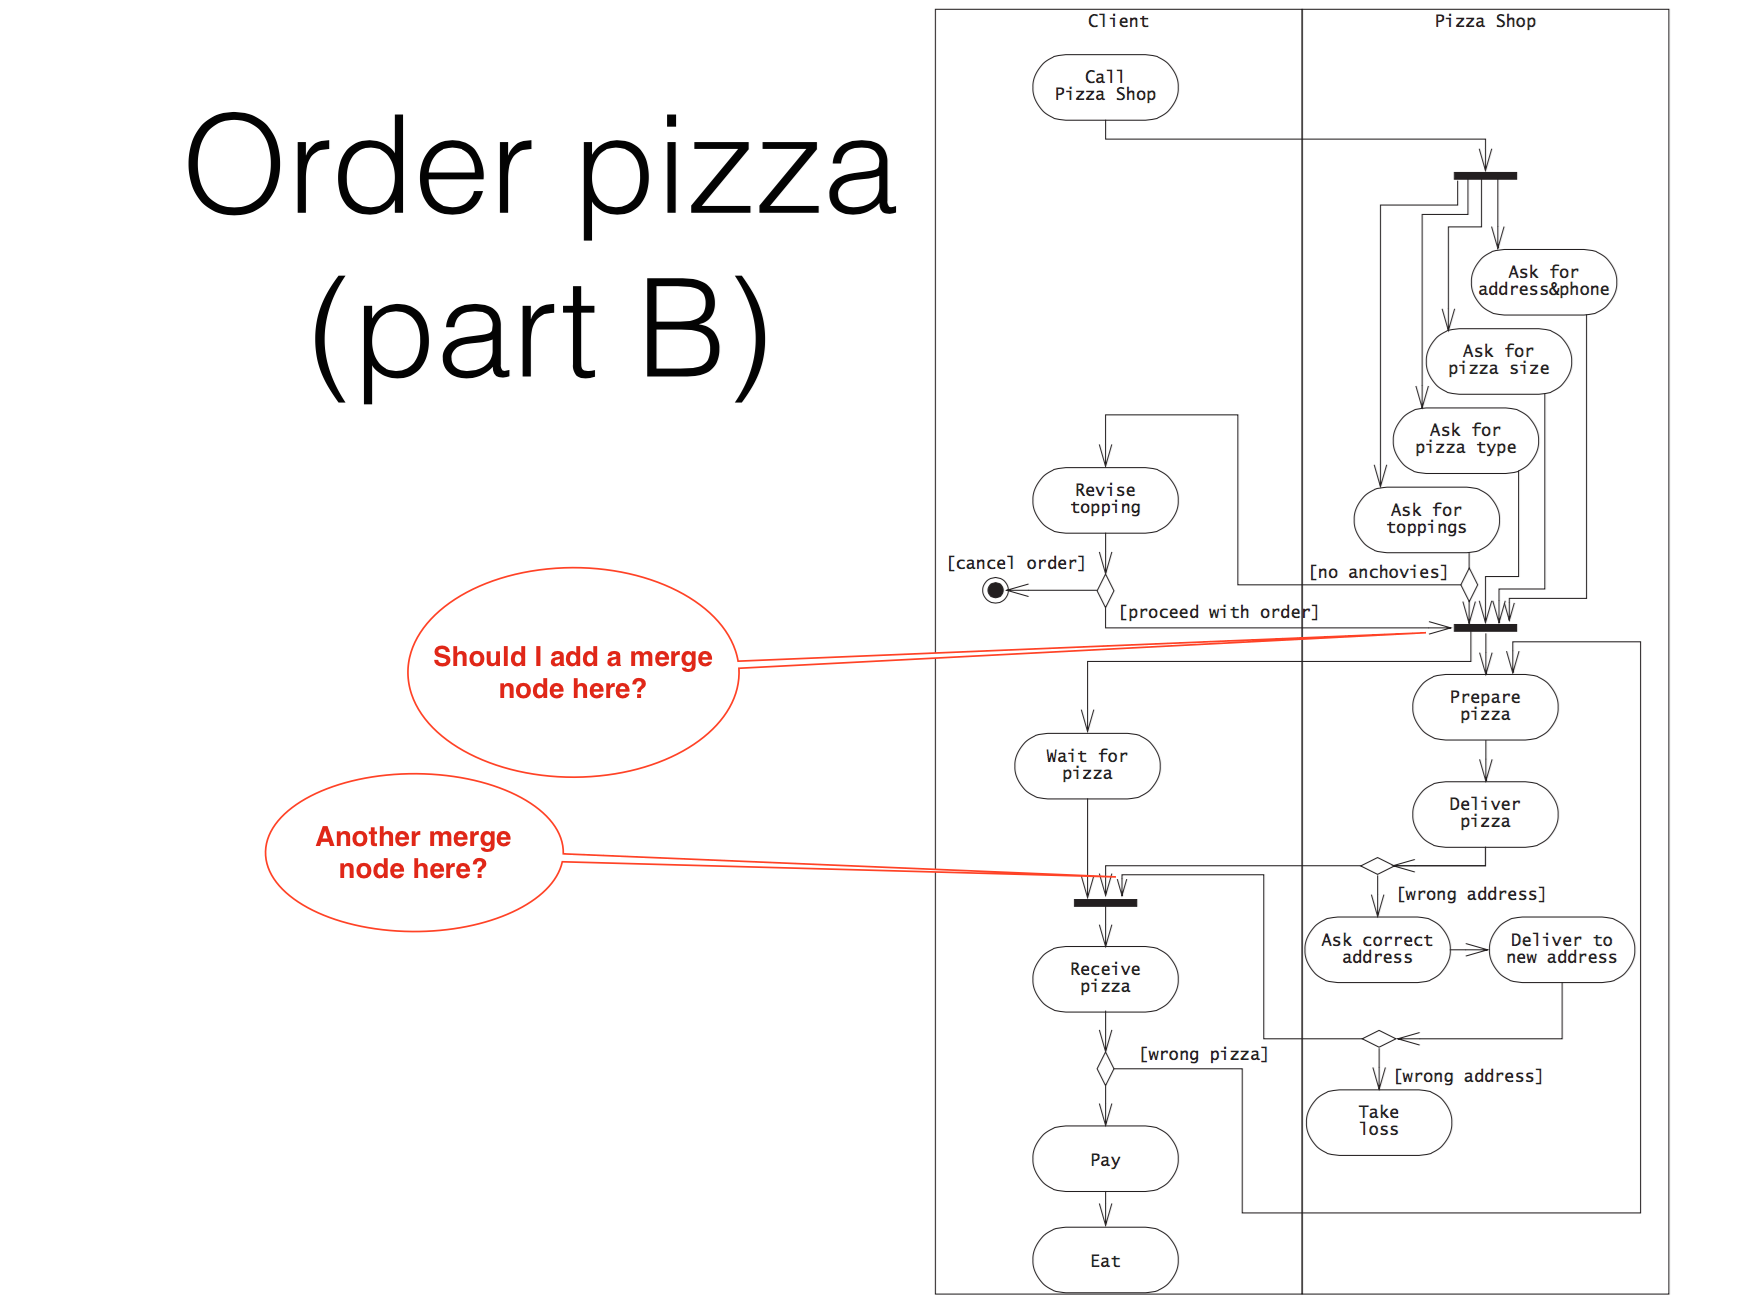 Order pizza
(part B)
Should I add a merge
node here?
Another merge
node here?
Client
Pizza Shop
Call
Pizza Shop
Ask for
address&phone
Ask for
pizza size
Ask for
pizza type
Ask for
toppings
Revise
topping
[cancel order]
[no anchovies]
[proceed with order]
Prepare
pizza
Wait for
pizza
Deliver
pizza
[wrong address]
Ask correct
address
Deliver to
new address
Receive
pizza
[wrong pizza]
[wrong address]
Take
loss
Pay
Eat